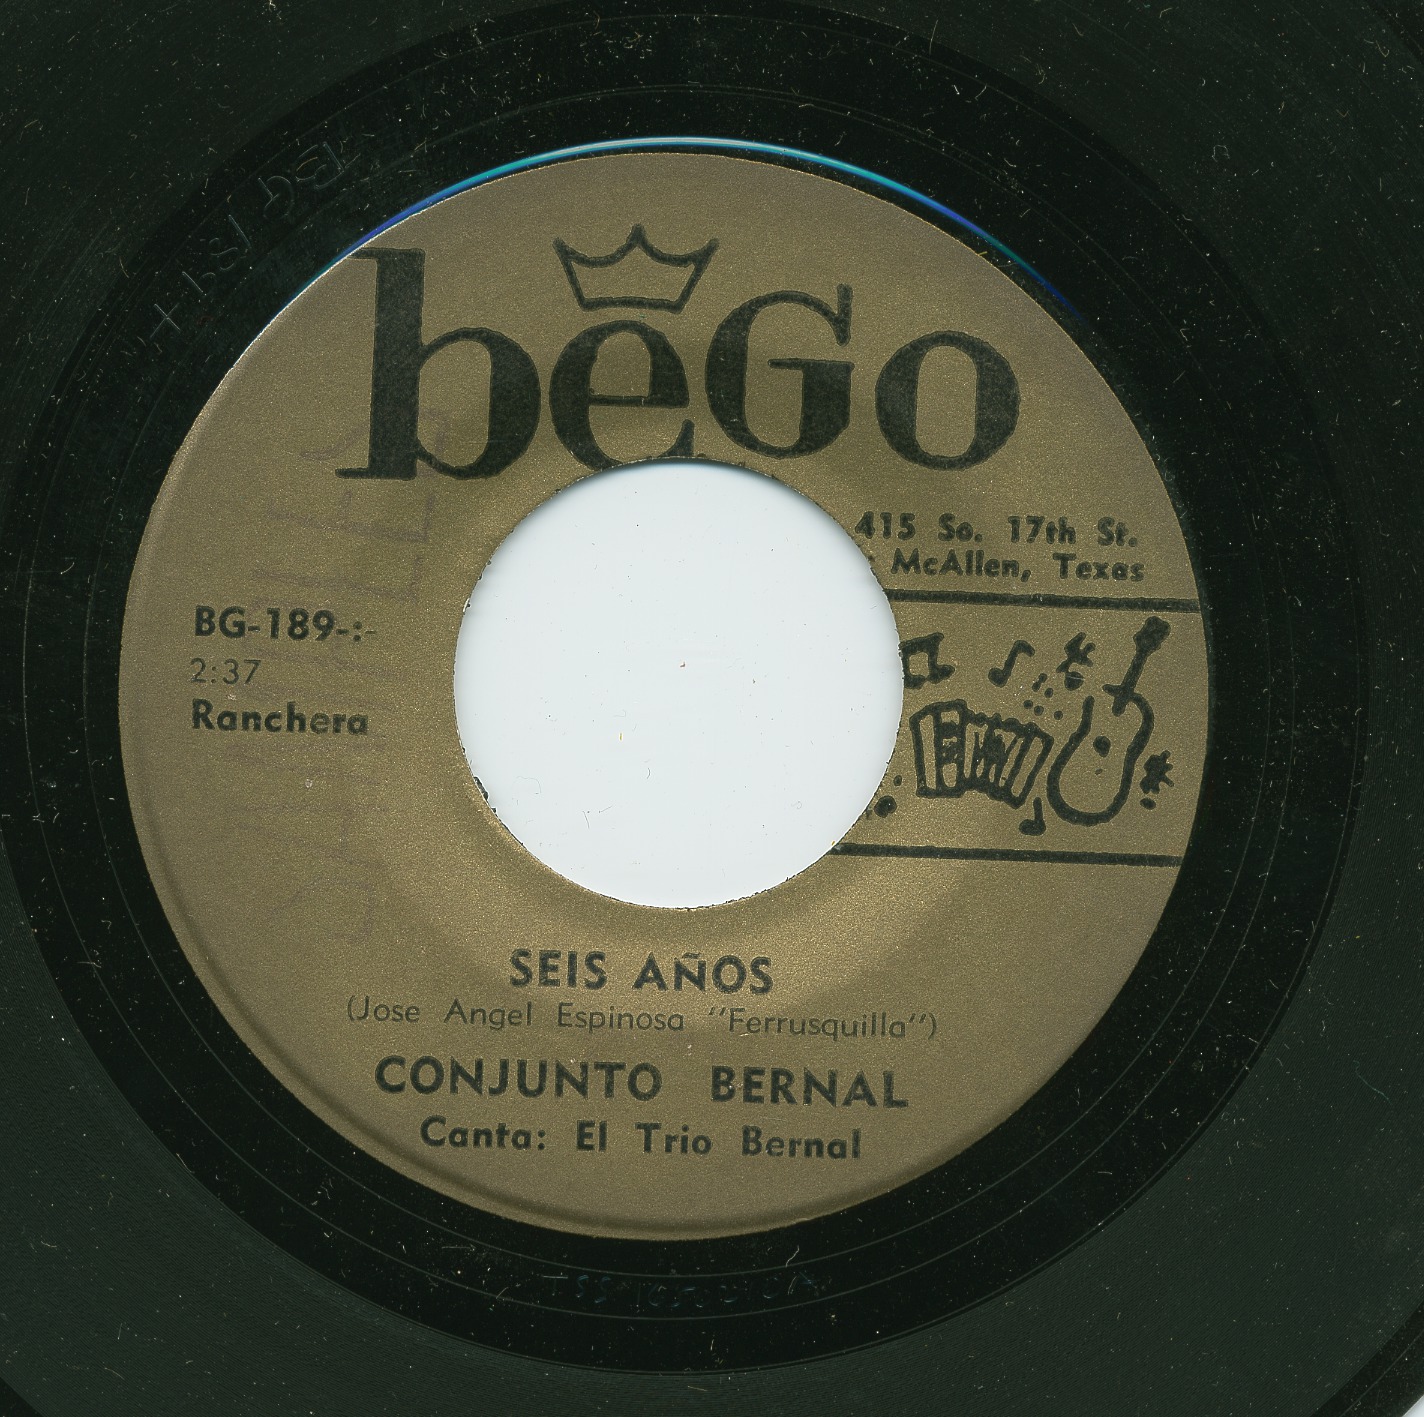 beGo
415 So. 17th St.
McAllen, Texas
BG-189-:-
2:37
Ranchera
SEIS AÑOS
(Jose Angel Espinosa "Ferrusquilla")
CONJUNTO BERNAL
Canta: El Trio Bernal